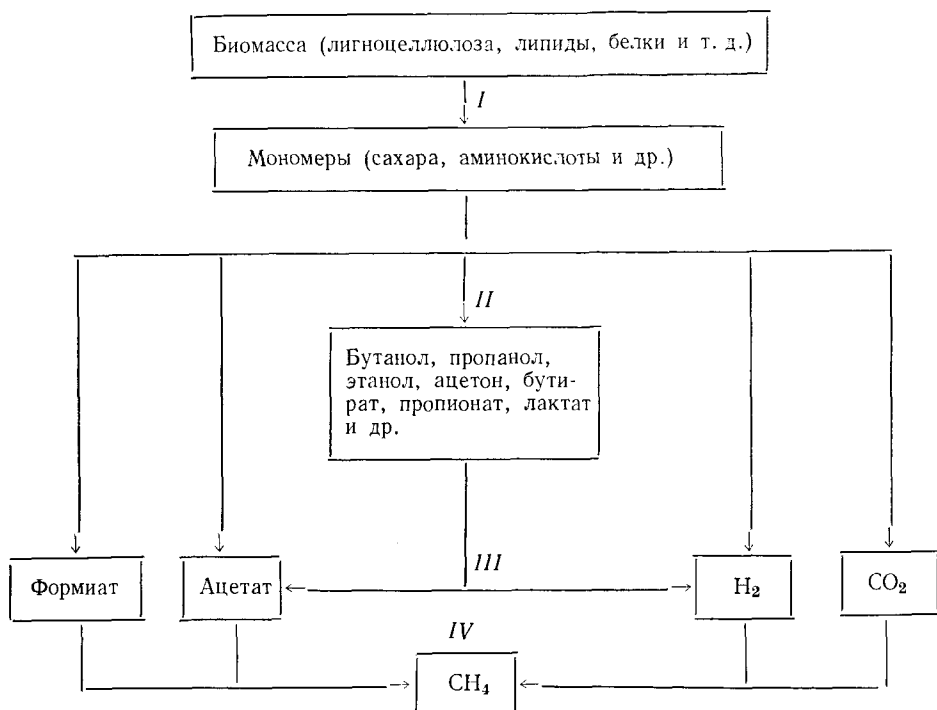 Биомасса (лигноцеллюлоза, липиды, белки и т. д.)
I
Мономеры (сахара, аминокислоты и др.)
II
Бутанол, пропанол,
этанол, ацетон, бути-
рат, пропионат, лактат
и др.
III
Формиат
Ацетат
H₂
CO₂
IV
CH₄